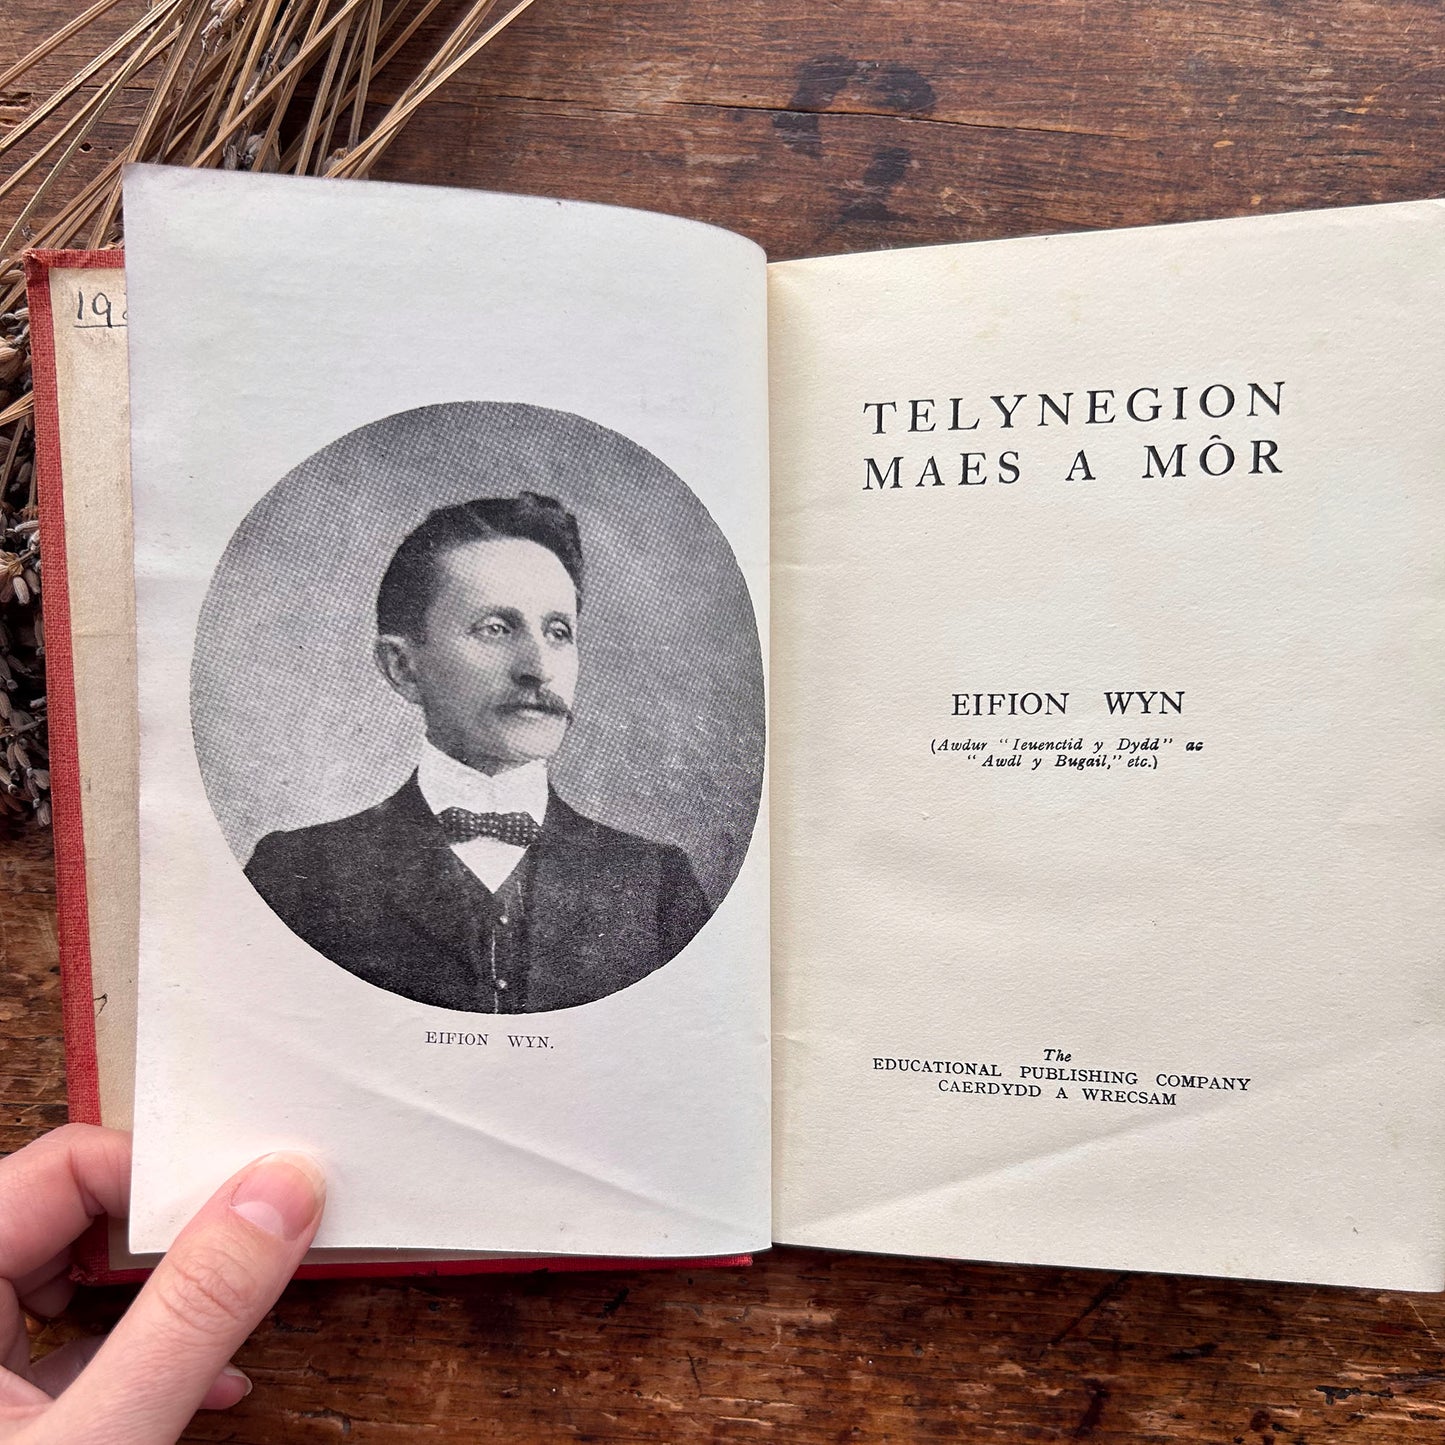 EIFION WYN.
TELYNEGION
MAES A MÔR
EIFION WYN
(Awdur "Ieuenctid y Dydd" ac
"Awdl y Bugail," etc.)
The
EDUCATIONAL PUBLISHING COMPANY
CAERDYDD A WRECSAM